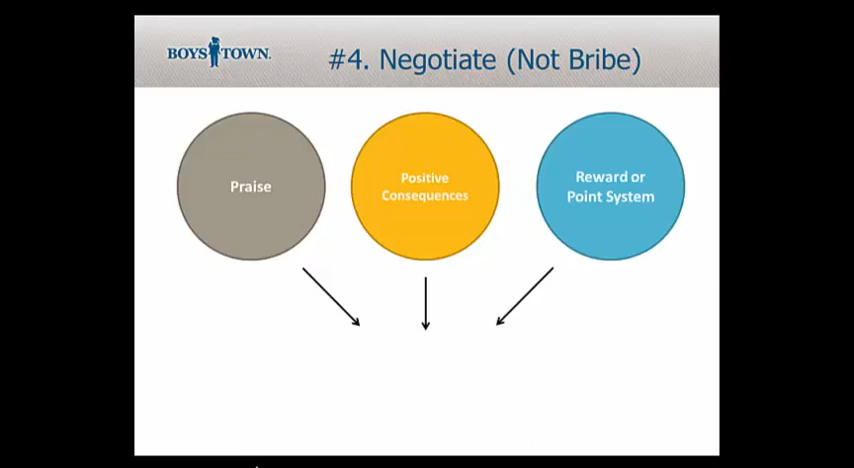 BOYS TOWN.
#4. Negotiate (Not Bribe)
Praise
Positive
Consequences
Reward or
Point System